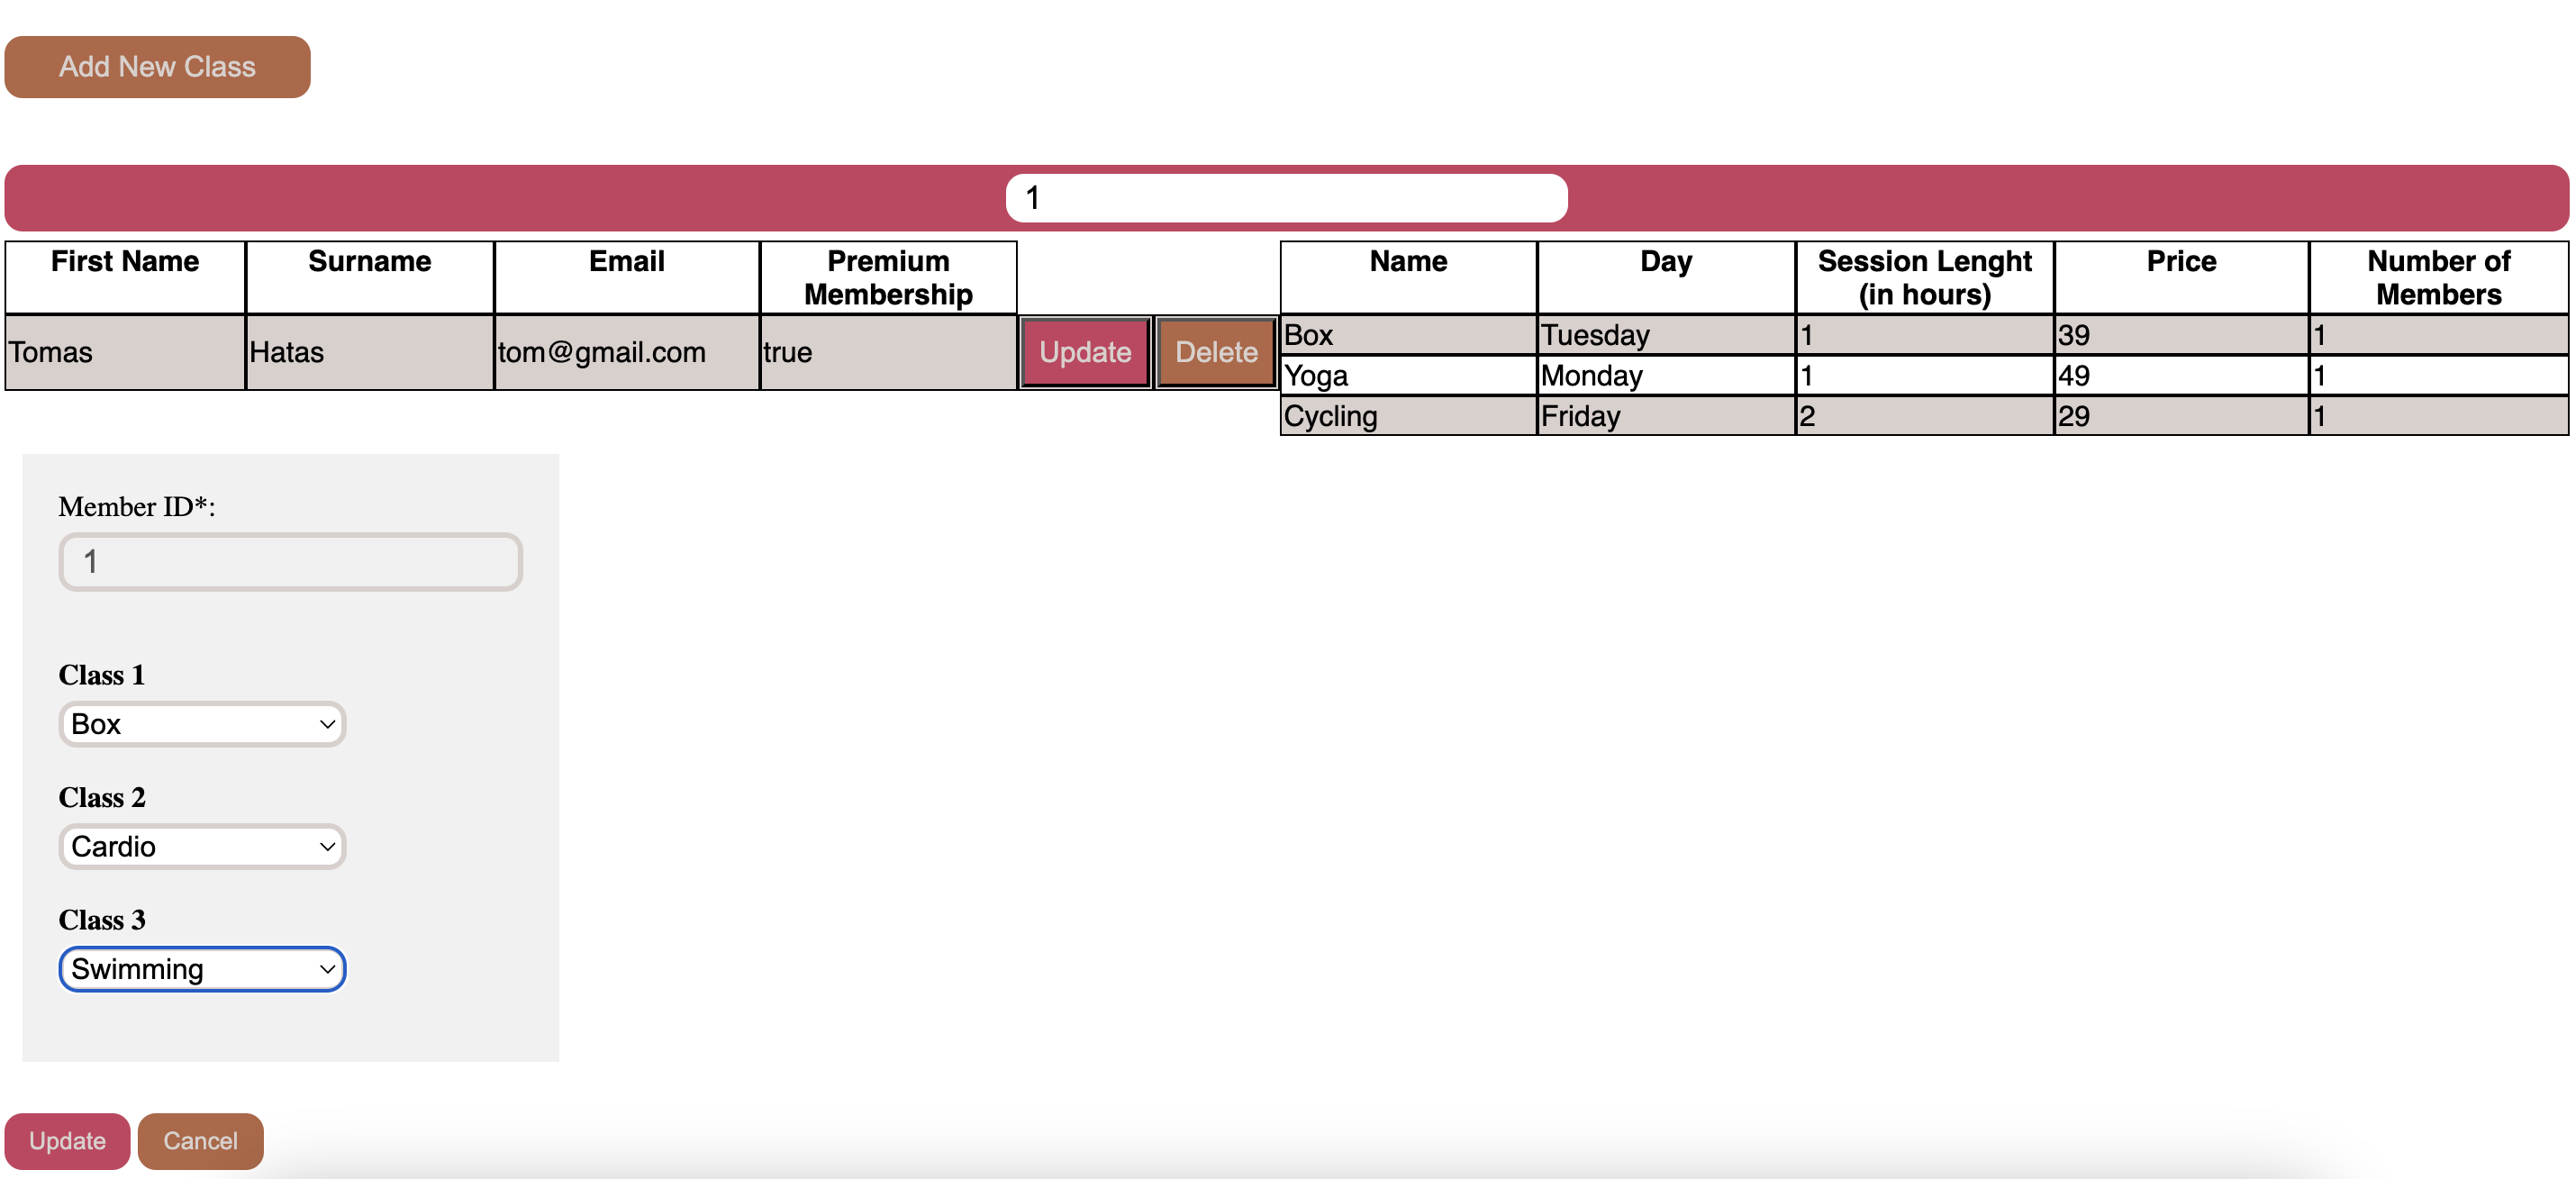 Add New Class
1
First Name Surname Email Premium Membership
Tomas Hatas tom@gmail.com true Update Delete
Name Day Session Lenght (in hours) Price Number of Members
Box Tuesday 1 39 1
Yoga Monday 1 49 1
Cycling Friday 2 29 1
Member ID*:
1
Class 1
Box
Class 2
Cardio
Class 3
Swimming
Update Cancel